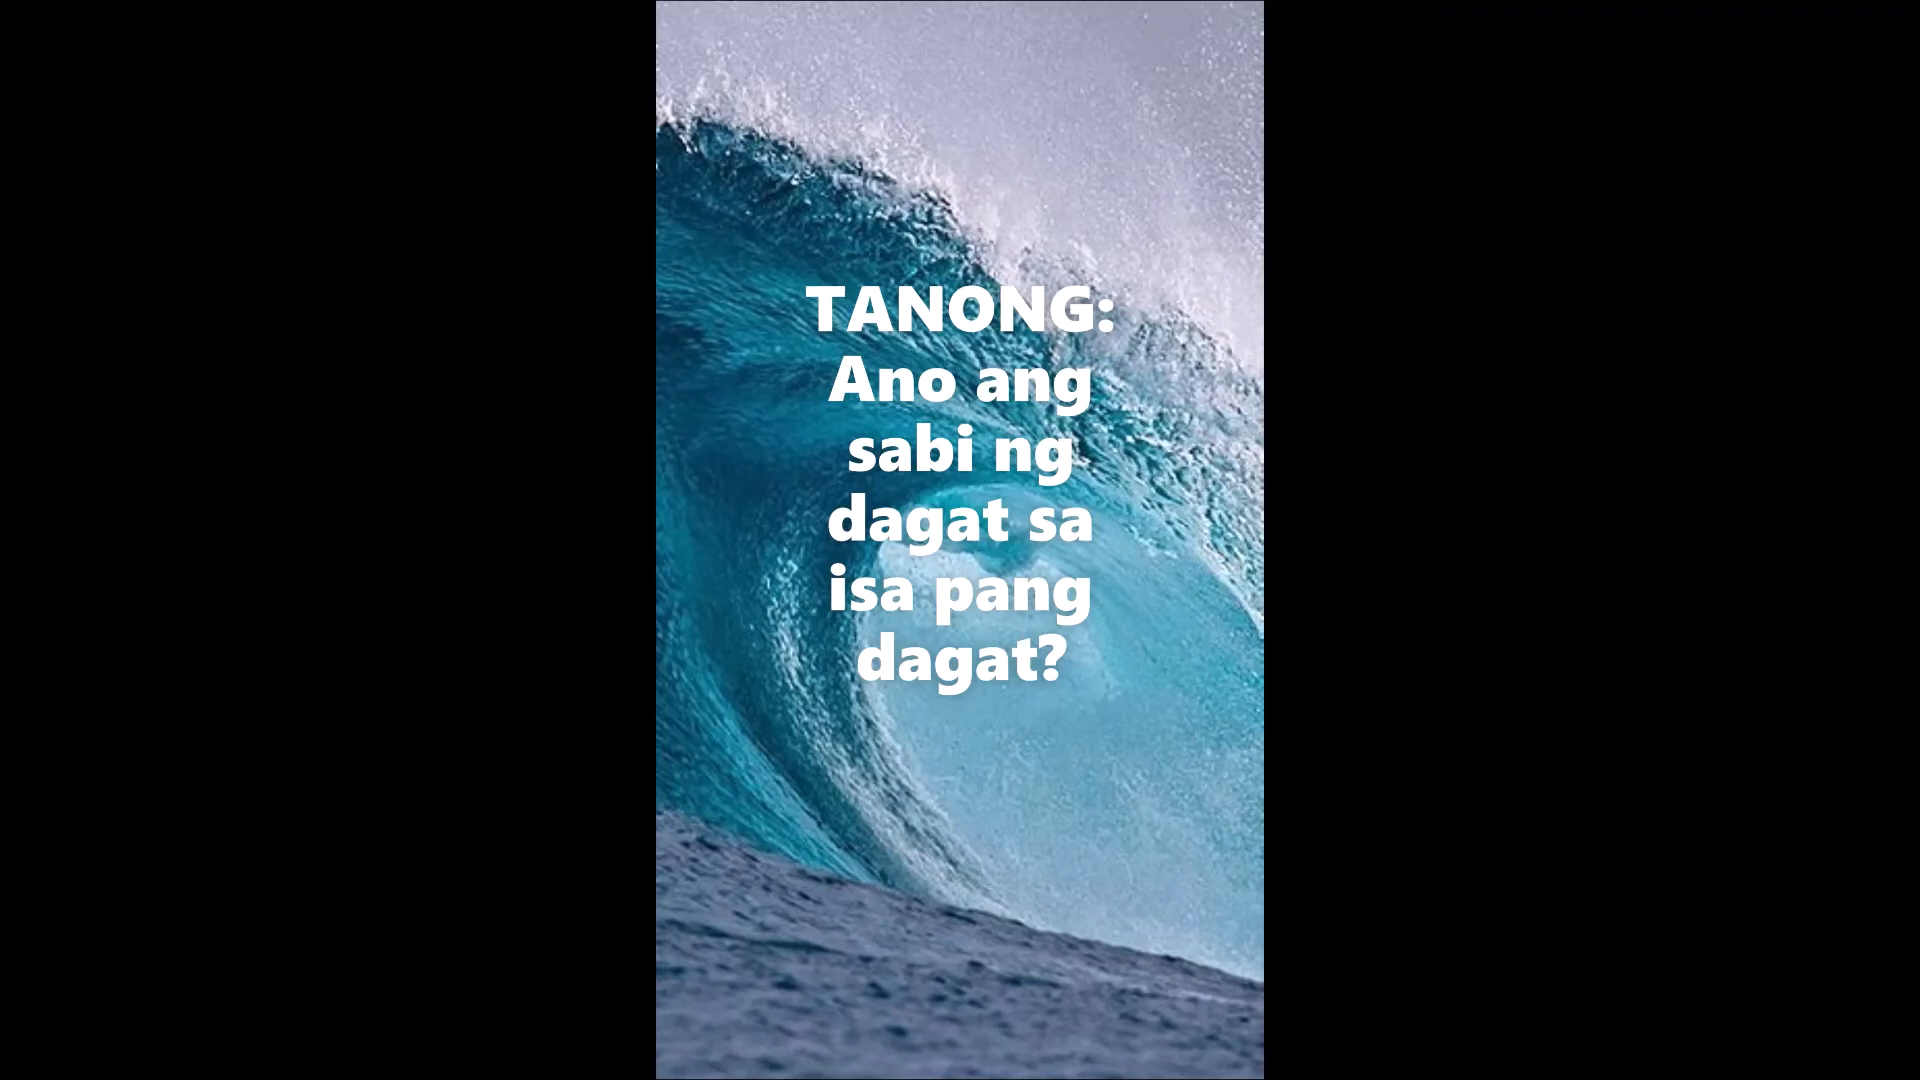 TANONG:
Ano ang
sabi ng
dagat sa
isa pang
dagat?